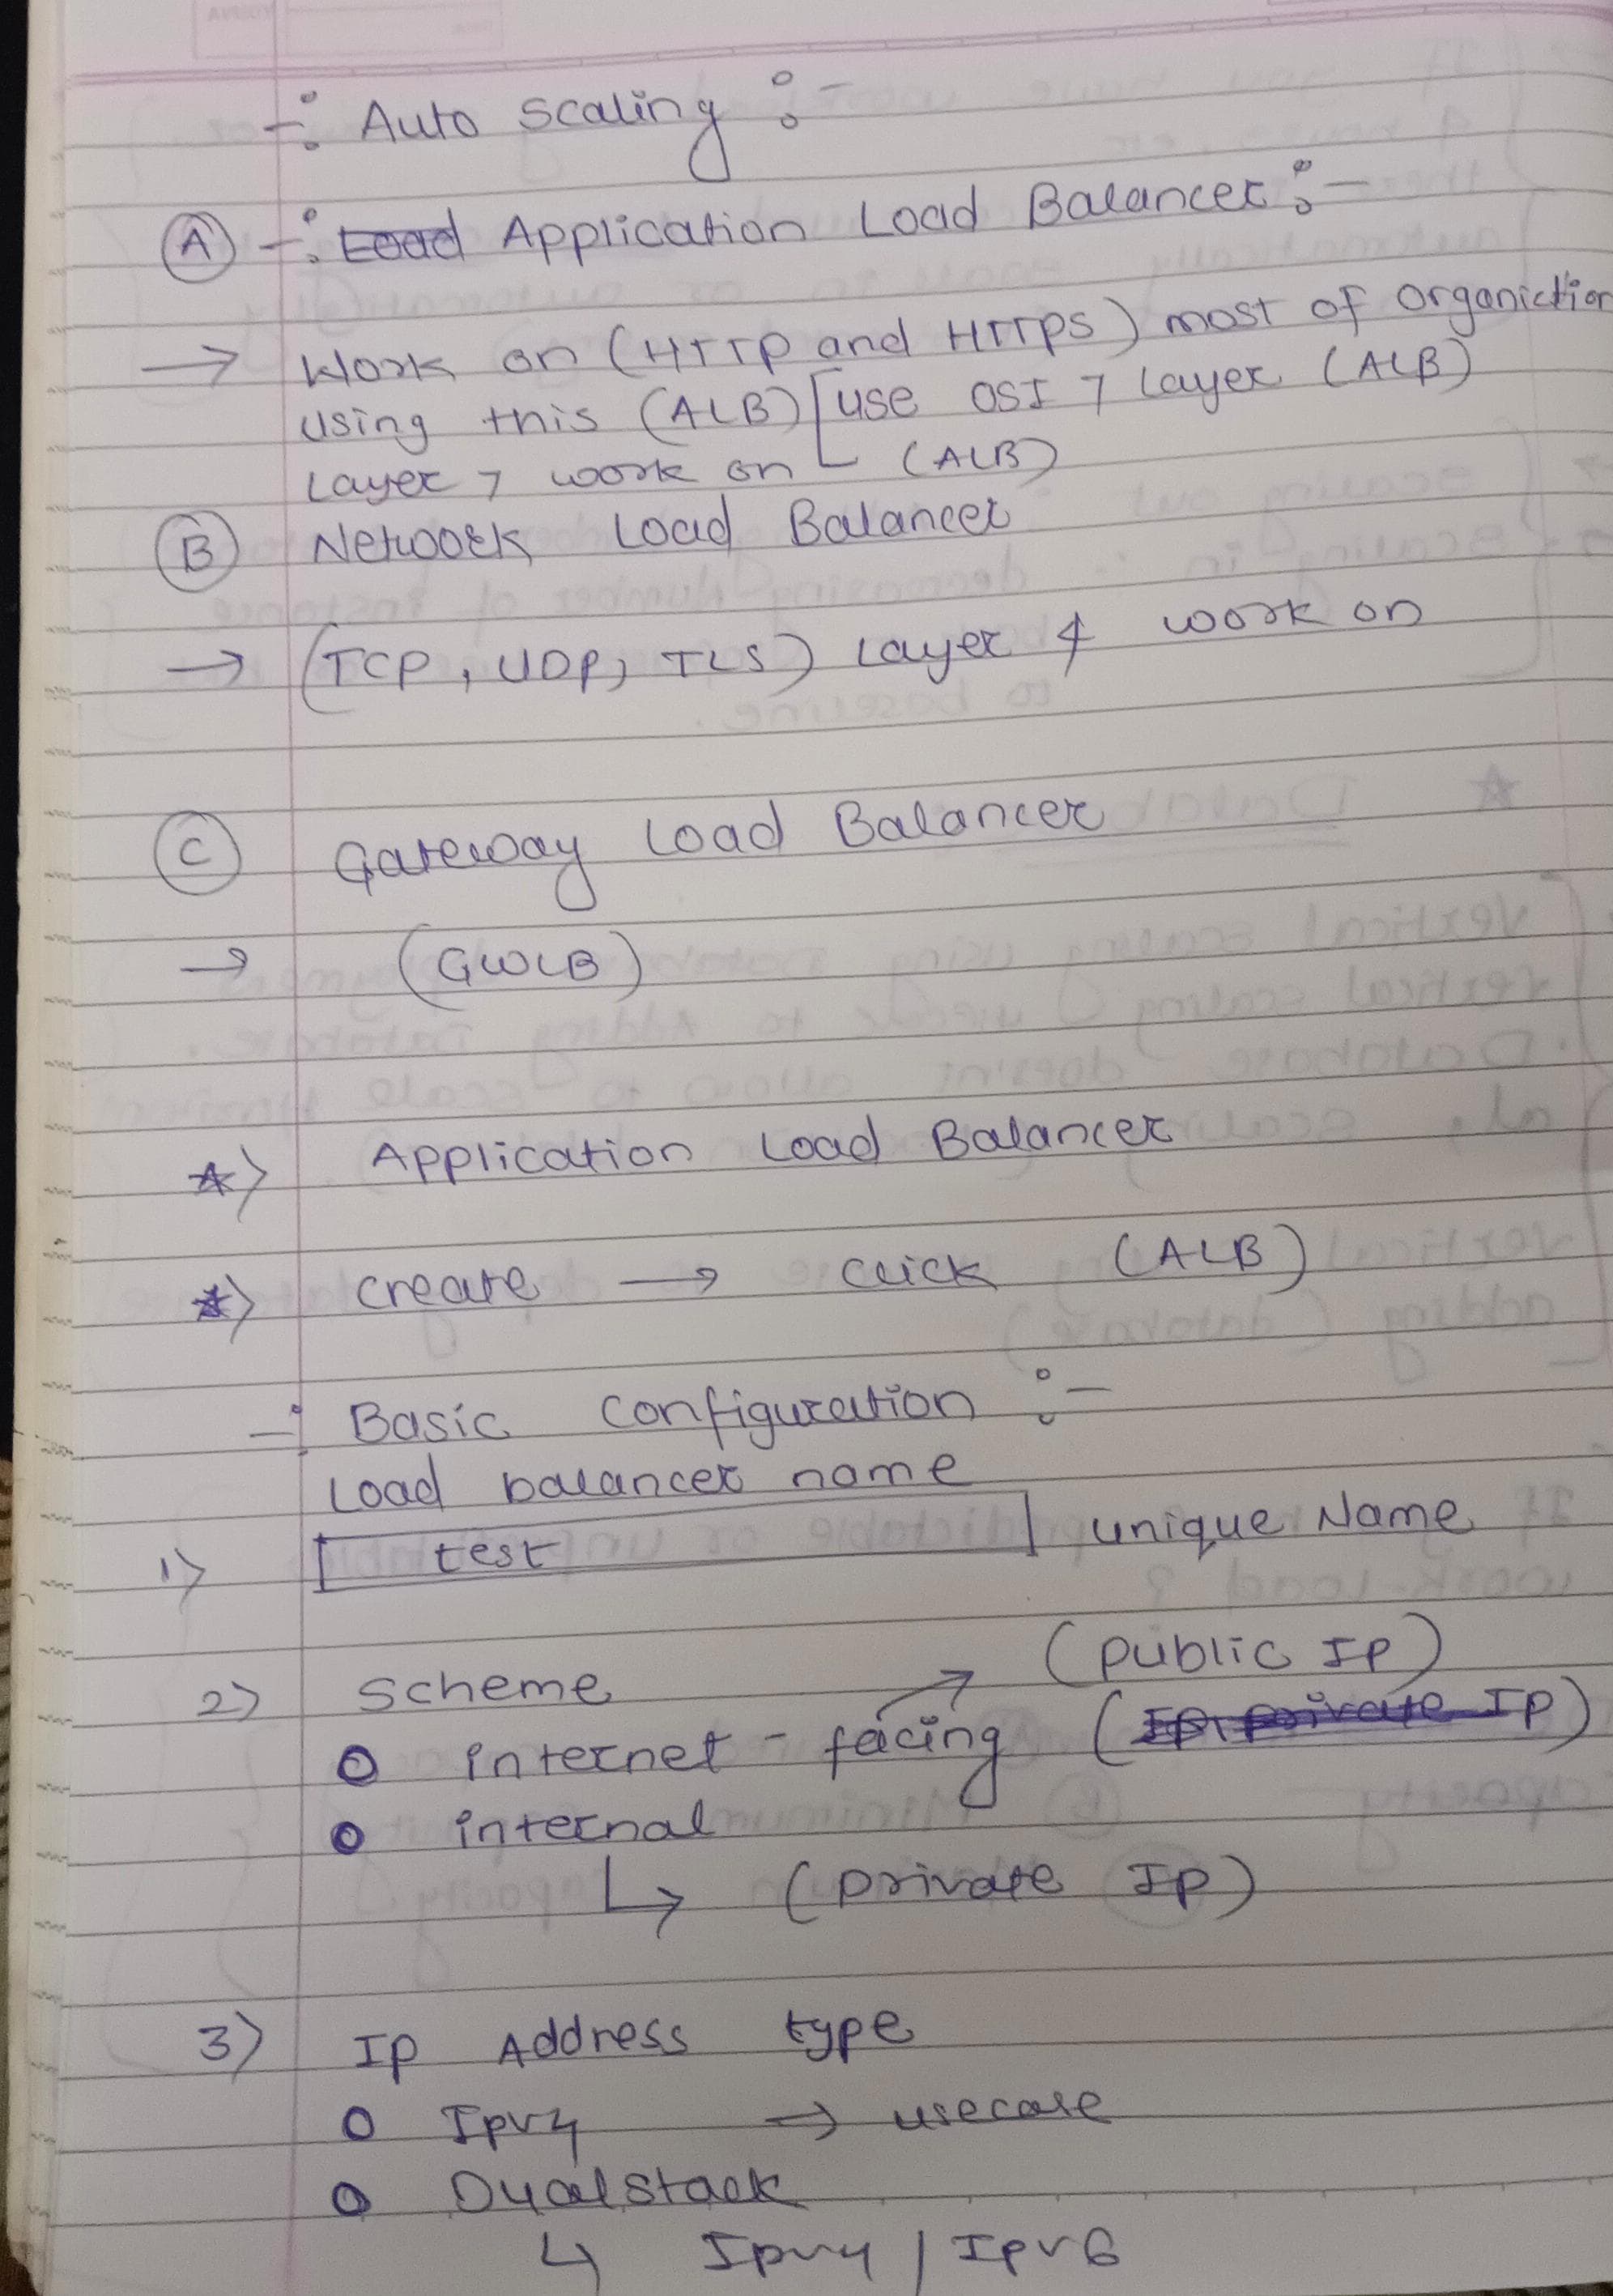 -: Auto scaling :-
(A) -: Load Application Load Balancer :-
→ Work on (HTTP and HTTPS) most of organiction
using this (ALB) [use OSI 7 Layer (ALB)
Layer 7 work on (ALB)
(B) Network Load Balancer
→ (TCP, UDP, TLS) Layer 4 work on
(C) Gateway Load Balancer
→ (GWLB)
*) Application Load Balancer
*) create → click (ALB)
-: Basic configuration :-
Load balancer name
1) [test] unique Name
2) scheme (public Ip)
o internet-facing (Ip private Ip)
o internal
↳ (private Ip)
3) Ip Address type
o Ipv4 → usecase
o Dualstack
↳ Ipv4 / Ipv6